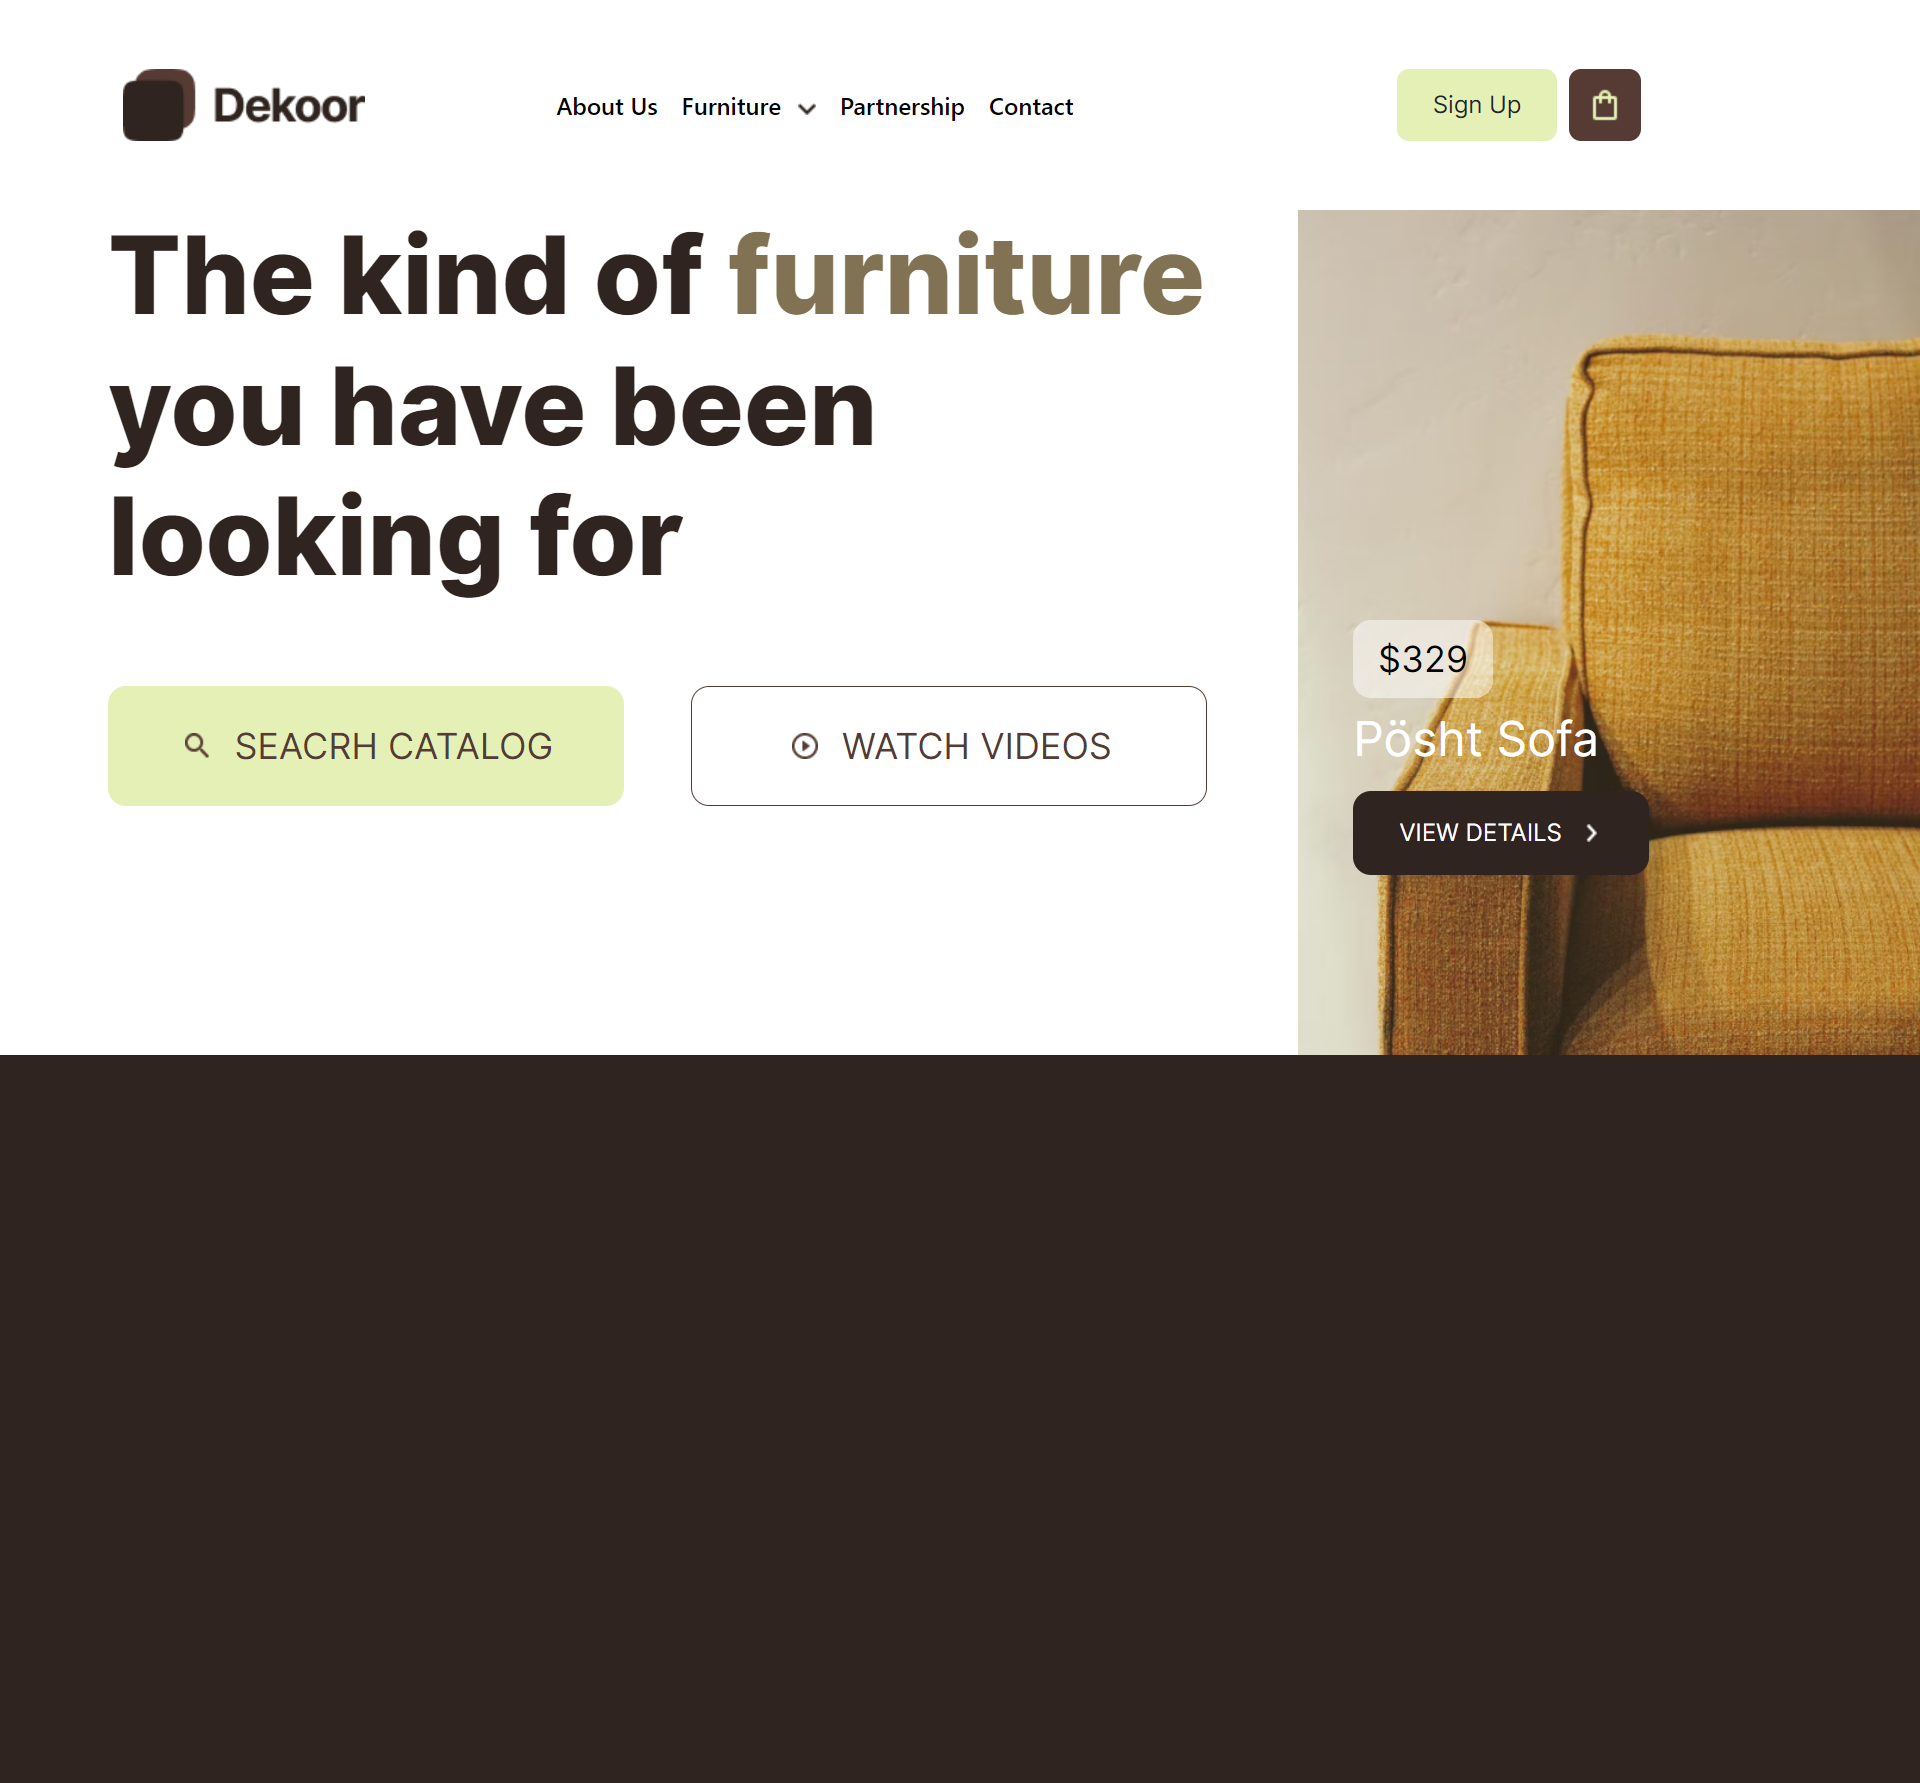 Dekoor
About Us Furniture Partnership Contact
Sign Up
The kind of furniture
you have been
looking for
SEACRH CATALOG
WATCH VIDEOS
$329
Pösht Sofa
VIEW DETAILS